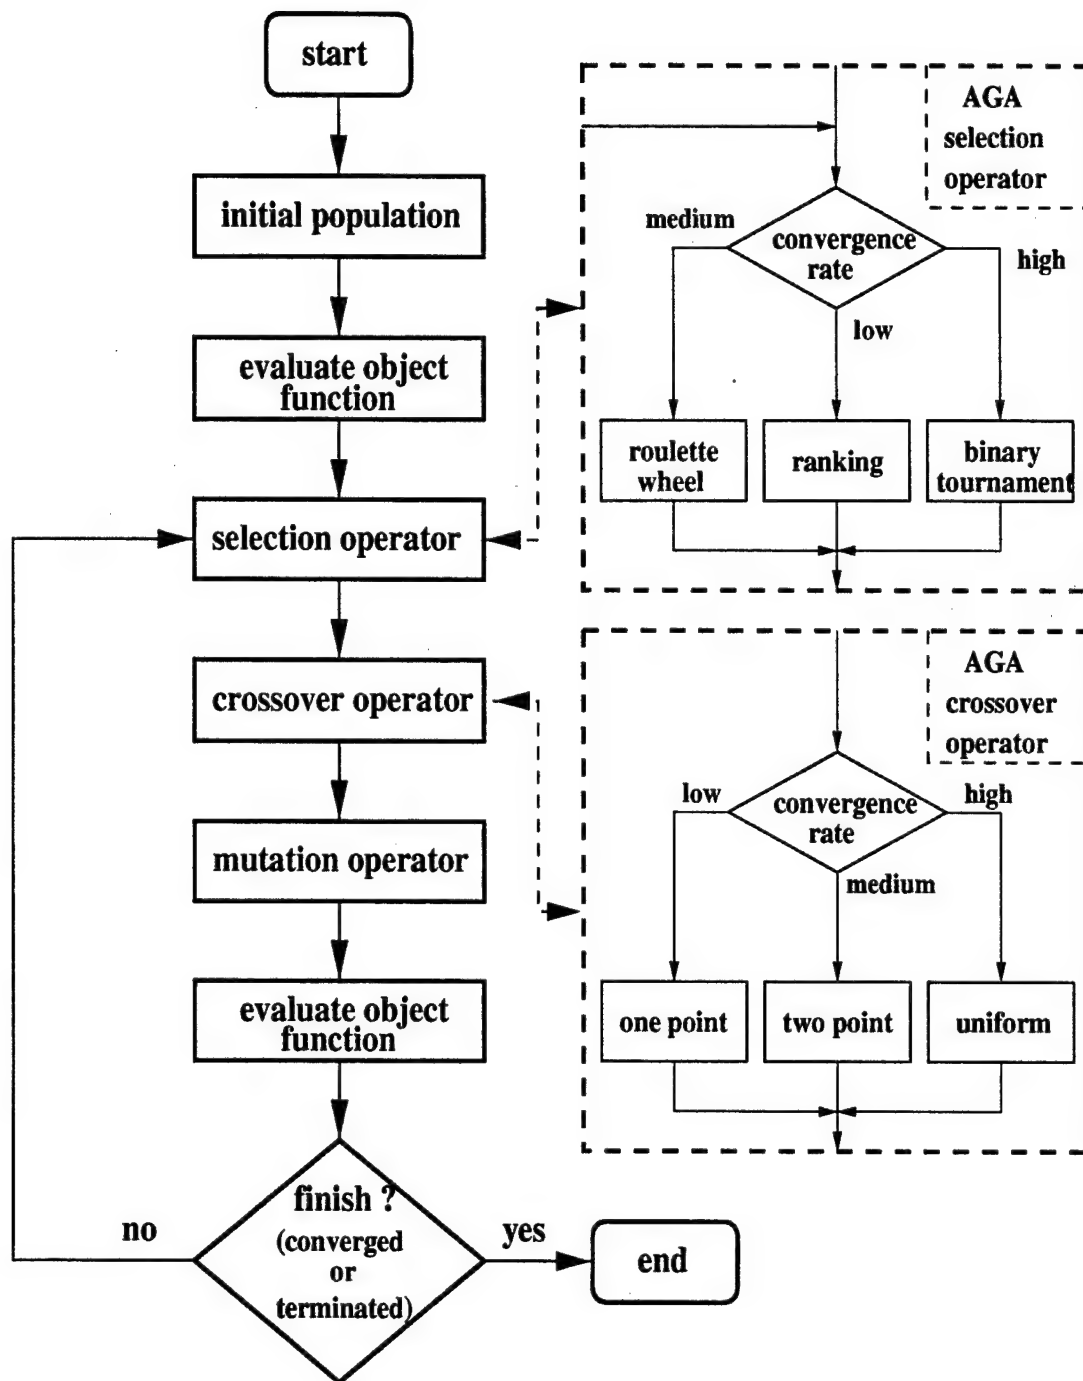 start
initial population
evaluate object
function
selection operator
crossover operator
mutation operator
evaluate object
function
finish ?
(converged
or
terminated)
no
yes
end
AGA
selection
operator
convergence
rate
medium
high
low
roulette
wheel
ranking
binary
tournament
AGA
crossover
operator
convergence
rate
low
high
medium
one point
two point
uniform